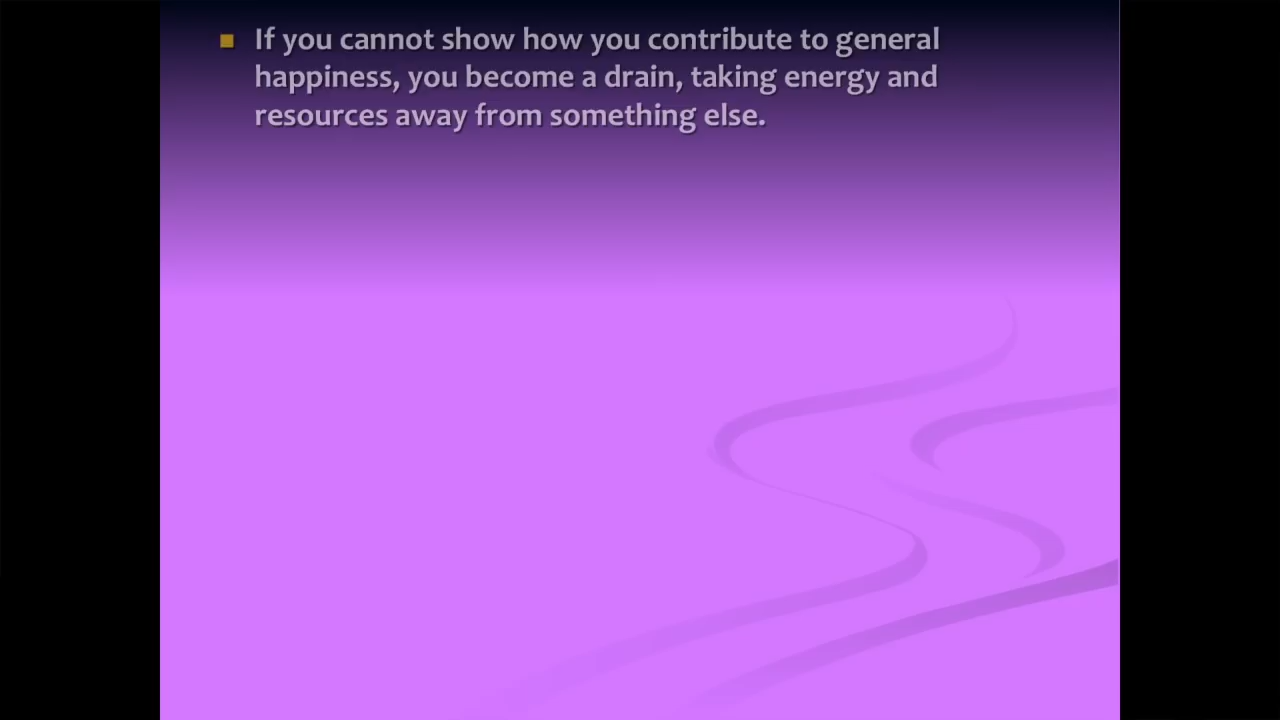 If you cannot show how you contribute to general
happiness, you become a drain, taking energy and
resources away from something else.